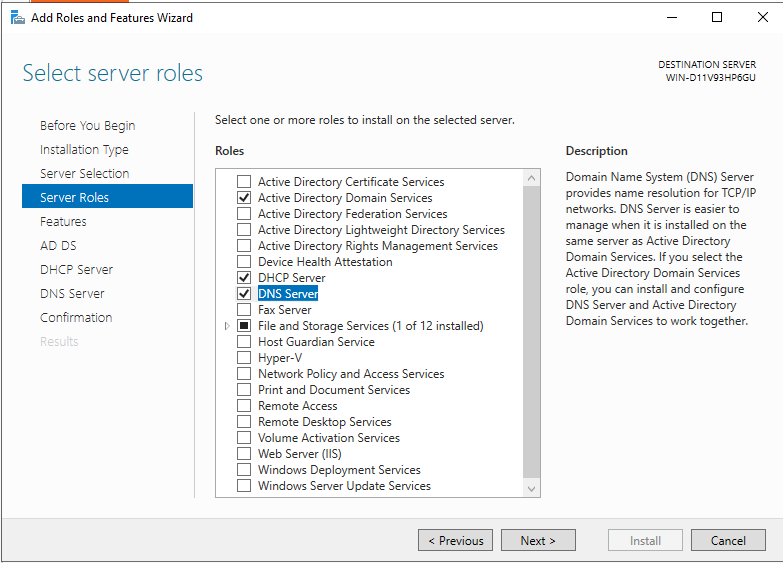 Add Roles and Features Wizard
Select server roles
DESTINATION SERVER
WIN-D11V93HP6GU
Before You Begin
Installation Type
Server Selection
Server Roles
Features
AD DS
DHCP Server
DNS Server
Confirmation
Results
Select one or more roles to install on the selected server.
Roles
Active Directory Certificate Services
Active Directory Domain Services
Active Directory Federation Services
Active Directory Lightweight Directory Services
Active Directory Rights Management Services
Device Health Attestation
DHCP Server
DNS Server
Fax Server
File and Storage Services (1 of 12 installed)
Host Guardian Service
Hyper-V
Network Policy and Access Services
Print and Document Services
Remote Access
Remote Desktop Services
Volume Activation Services
Web Server (IIS)
Windows Deployment Services
Windows Server Update Services
Description
Domain Name System (DNS) Server
provides name resolution for TCP/IP
networks. DNS Server is easier to
manage when it is installed on the
same server as Active Directory
Domain Services. If you select the
Active Directory Domain Services
role, you can install and configure
DNS Server and Active Directory
Domain Services to work together.
< Previous
Next >
Install
Cancel